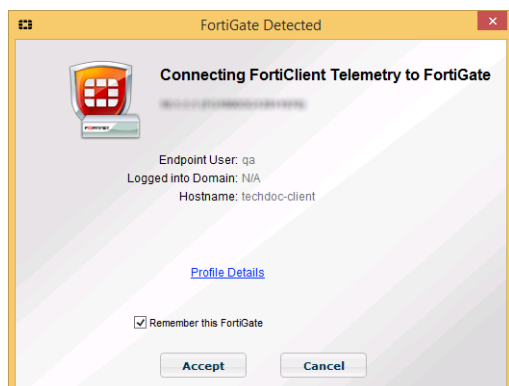 FortiGate Detected
Connecting FortiClient Telemetry to FortiGate
Endpoint User: qa
Logged into Domain: N/A
Hostname: techdoc-client
Profile Details
Remember this FortiGate
Accept Cancel